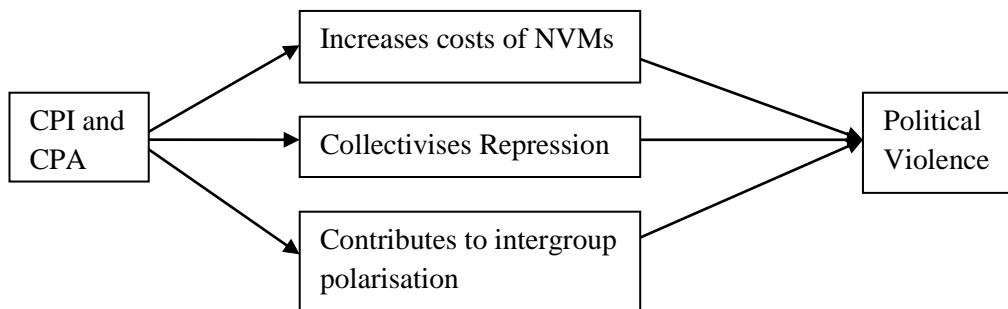 CPI and
CPA
Increases costs of NVMs
Collectivises Repression
Contributes to intergroup
polarisation
Political
Violence